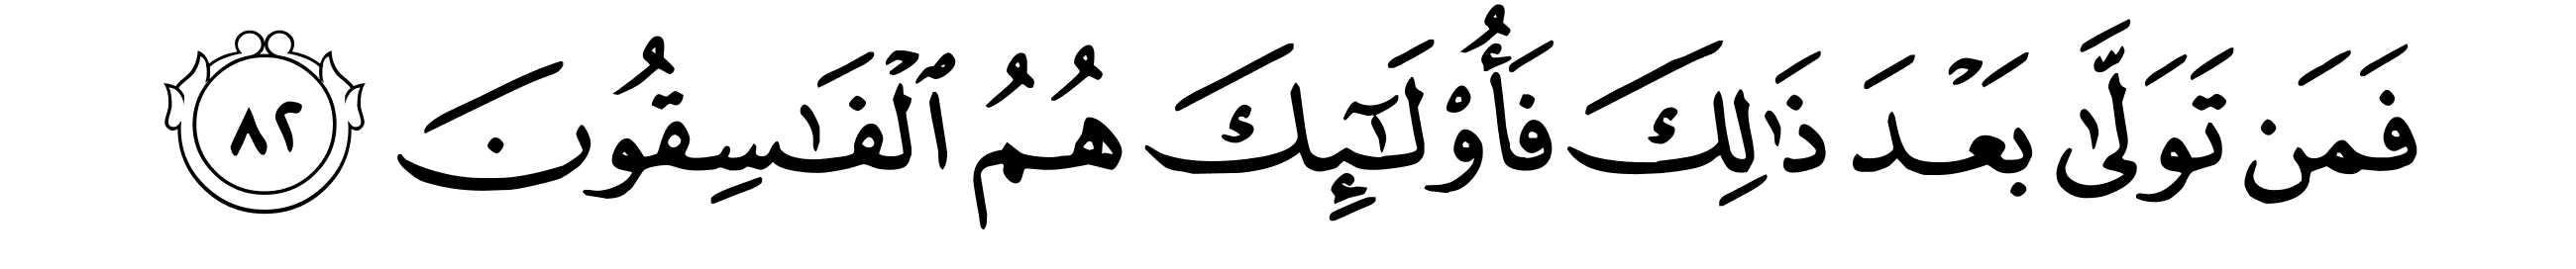 فَمَن تَوَلَّىٰ بَعْدَ ذَٰلِكَ فَأُو۟لَـٰٓئِكَ هُمُ ٱلْفَـٰسِقُونَ ٨٢